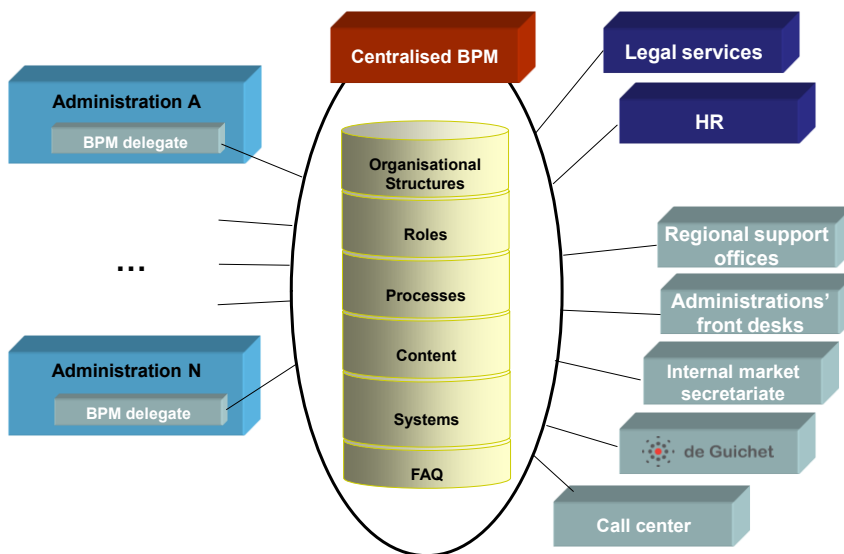 Centralised BPM
Administration A
BPM delegate
...
Administration N
BPM delegate
Organisational
Structures
Roles
Processes
Content
Systems
FAQ
Legal services
HR
Regional support
offices
Administrations'
front desks
Internal market
secretariate
de Guichet
Call center